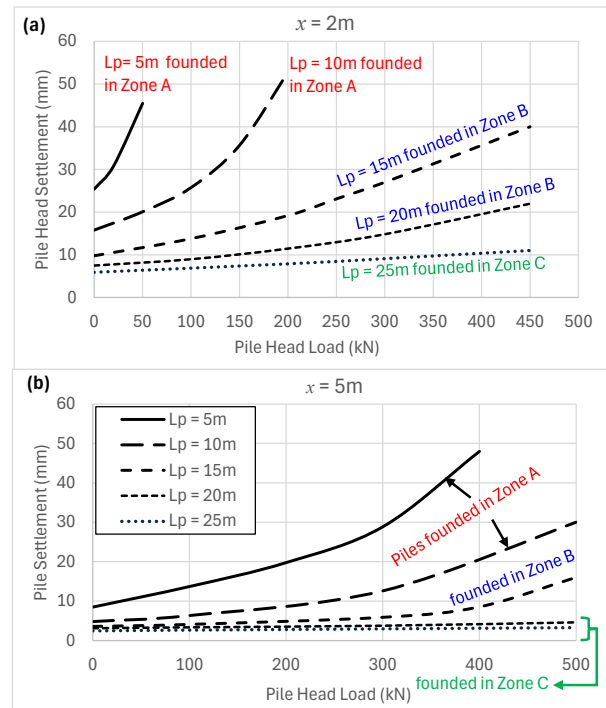 (a)
x = 2m
60
50
40
30
20
10
0
Pile Head Settlement (mm)
Lp= 5m founded
in Zone A
Lp = 10m founded
in Zone A
Lp = 15m founded in Zone B
Lp = 20m founded in Zone B
Lp = 25m founded in Zone C
0 50 100 150 200 250 300 350 400 450 500
Pile Head Load (kN)
(b)
x = 5m
60
50
40
30
20
10
0
Pile Settlement (mm)
Lp = 5m
Lp = 10m
Lp = 15m
Lp = 20m
Lp = 25m
Piles founded in Zone A
founded in Zone B
0 100 200 300 400 500
Pile Head Load (kN)
founded in Zone C